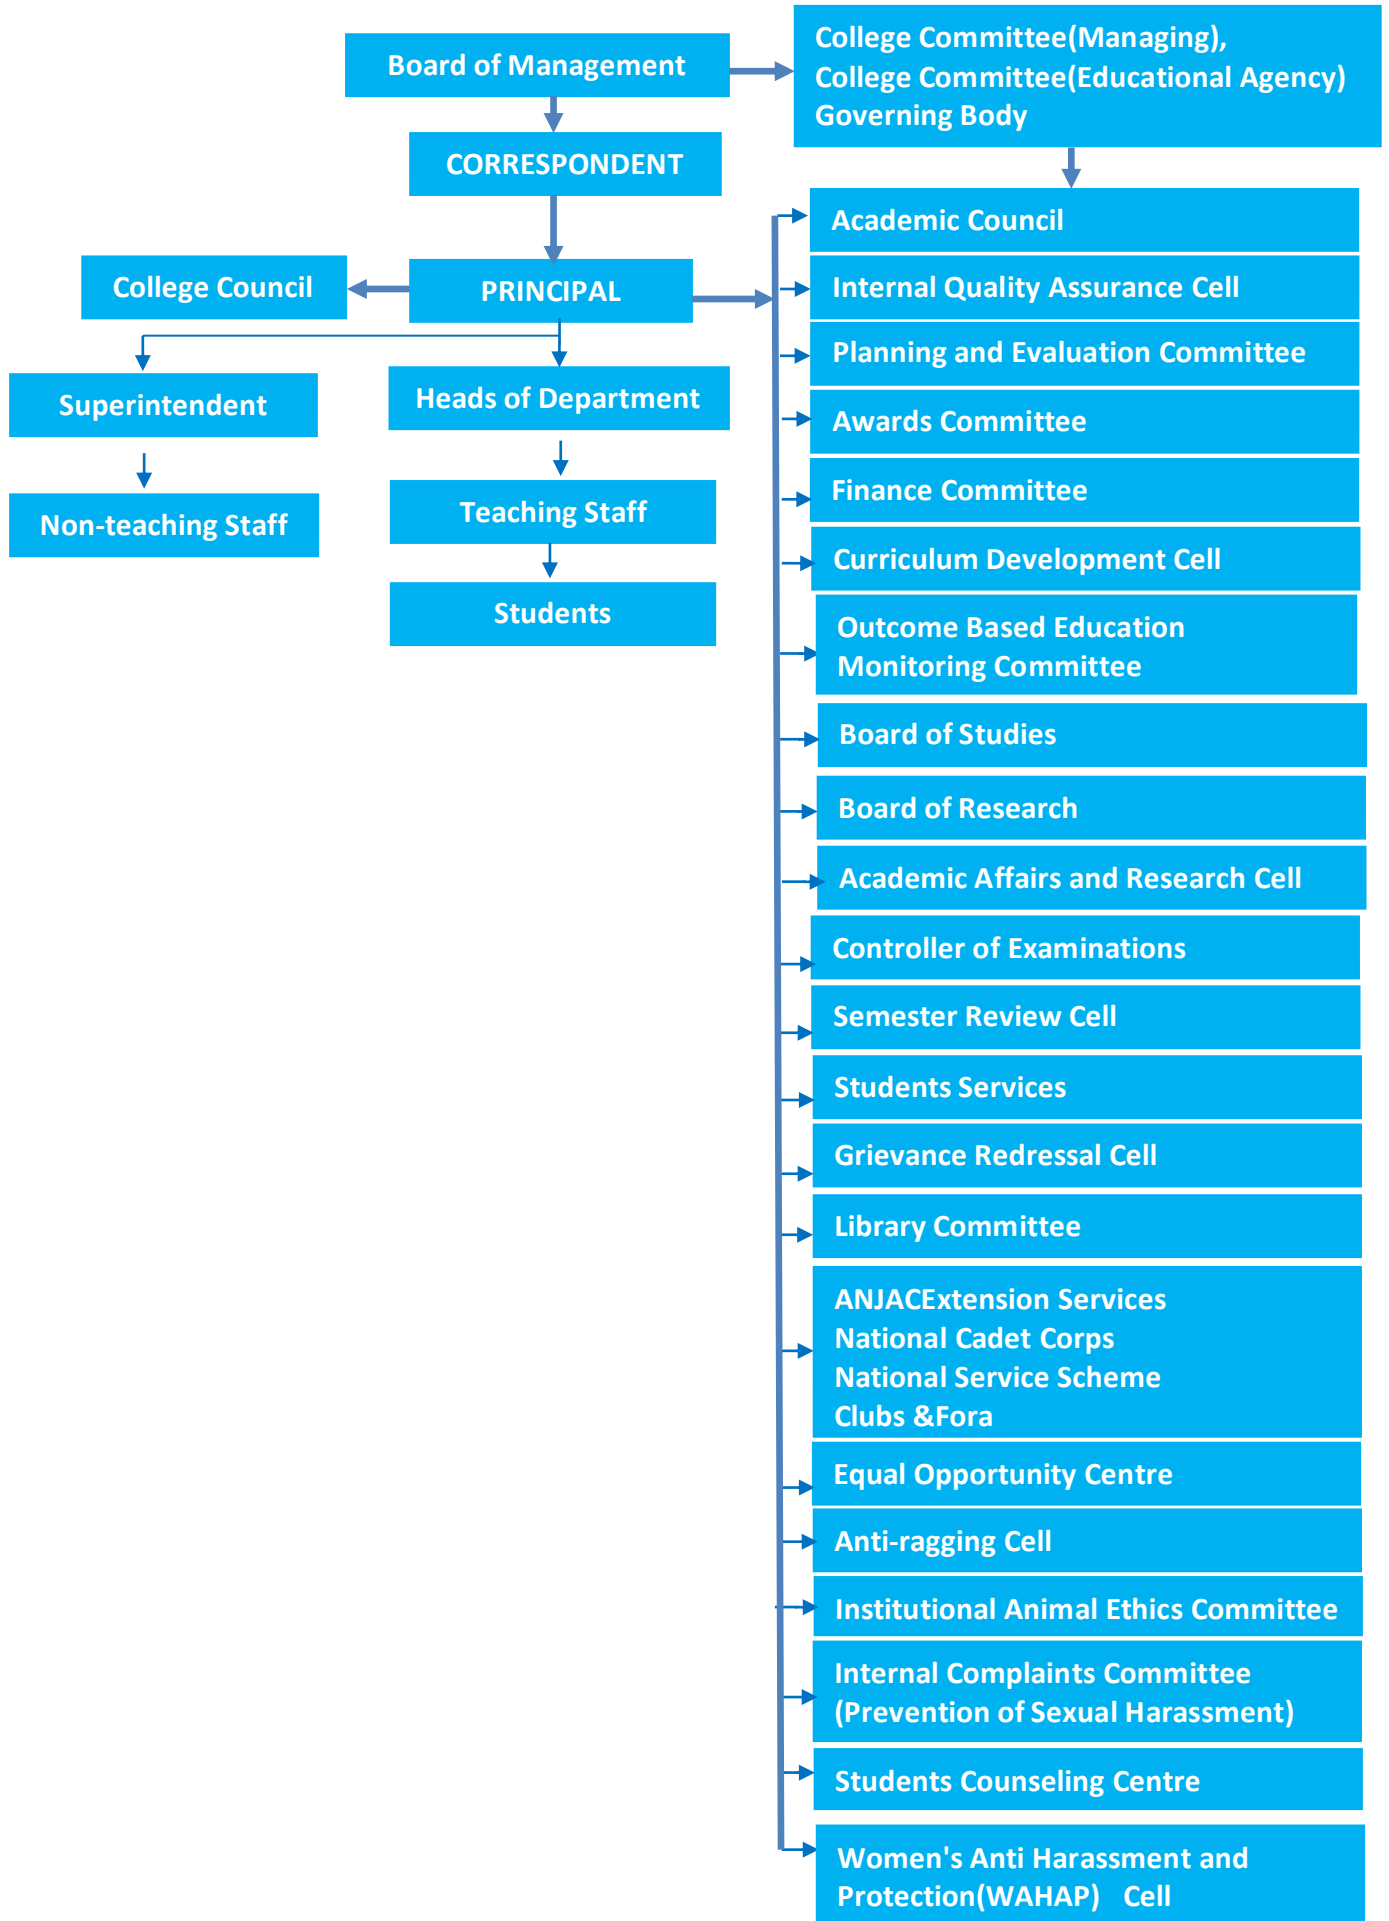 Board of Management
College Committee(Managing),
College Committee(Educational Agency)
Governing Body
CORRESPONDENT
College Council
PRINCIPAL
Superintendent
Heads of Department
Non-teaching Staff
Teaching Staff
Students
Academic Council
Internal Quality Assurance Cell
Planning and Evaluation Committee
Awards Committee
Finance Committee
Curriculum Development Cell
Outcome Based Education
Monitoring Committee
Board of Studies
Board of Research
Academic Affairs and Research Cell
Controller of Examinations
Semester Review Cell
Students Services
Grievance Redressal Cell
Library Committee
ANJACExtension Services
National Cadet Corps
National Service Scheme
Clubs &Fora
Equal Opportunity Centre
Anti-ragging Cell
Institutional Animal Ethics Committee
Internal Complaints Committee
(Prevention of Sexual Harassment)
Students Counseling Centre
Women's Anti Harassment and
Protection(WAHAP) Cell